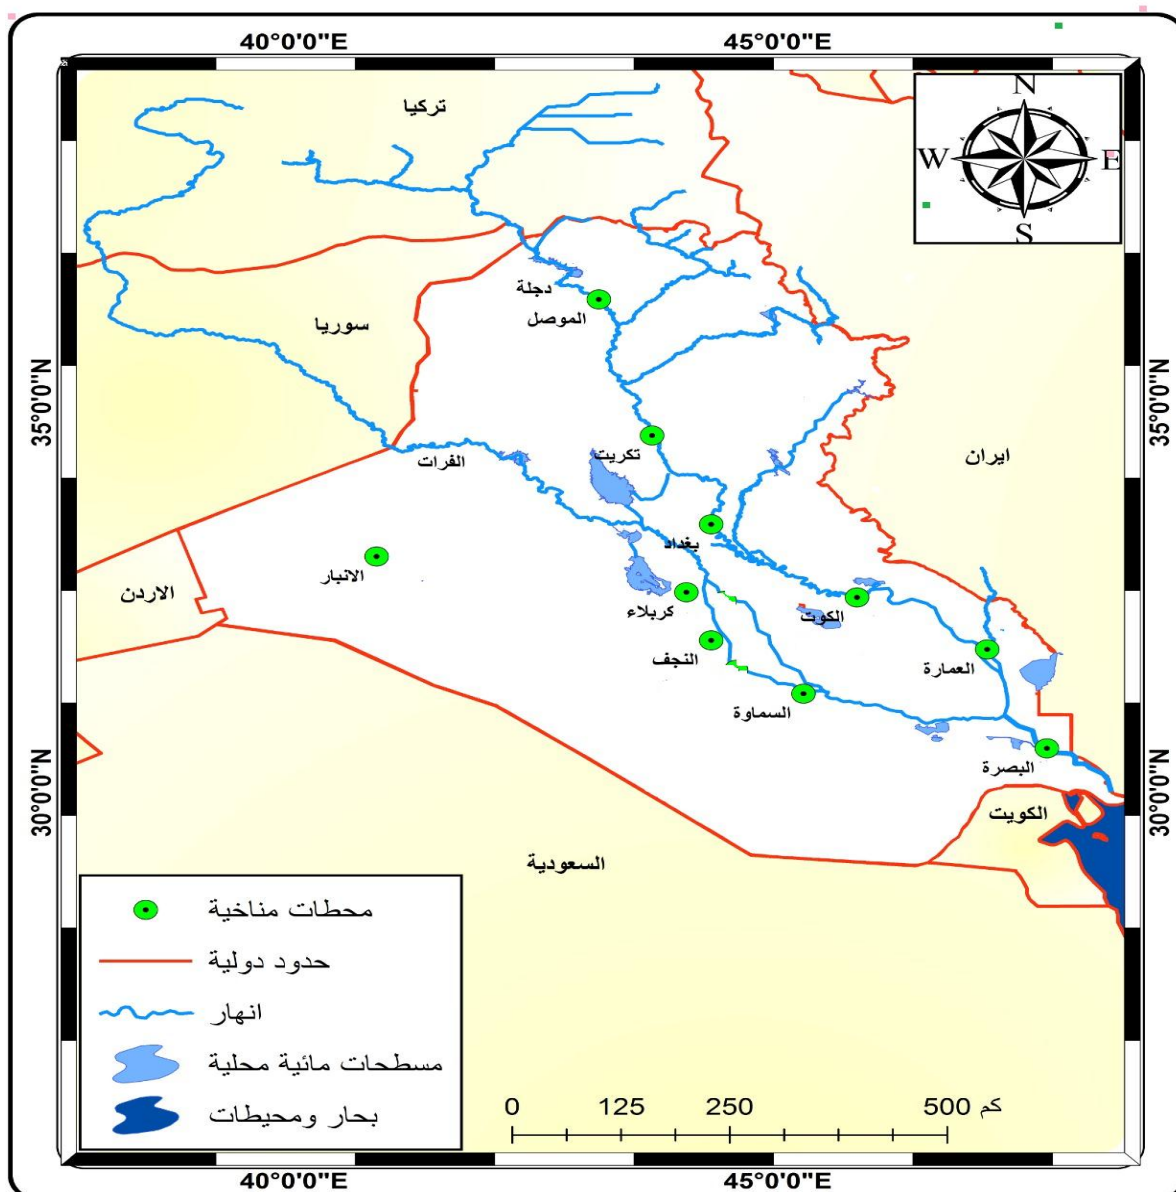 40°0'0"E
45°0'0"E
N
W
E
S
تركيا
سوريا
دجلة
الموصل
35°0'0"N
35°0'0"N
تكريت
الفرات
ايران
بغداد
الانبار
الاردن
كربلاء
الكوت
النجف
العمارة
السماوة
البصرة
30°0'0"N
30°0'0"N
الكويت
السعودية
محطات مناخية
حدود دولية
انهار
مسطحات مائية محلية
بحار ومحيطات
0 125 250 500 كم
40°0'0"E
45°0'0"E